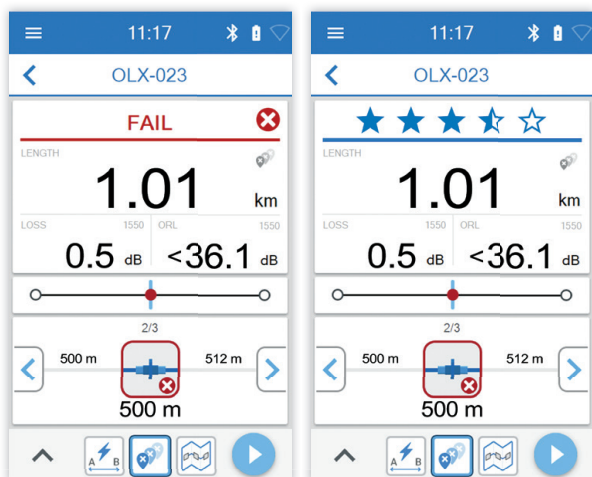 11:17
OLX-023
FAIL
LENGTH
1.01 km
LOSS 1550 ORL 1550
0.5 dB <36.1 dB
2/3
500 m 512 m
500 m
A B
11:17
OLX-023
LENGTH
1.01 km
LOSS 1550 ORL 1550
0.5 dB <36.1 dB
2/3
500 m 512 m
500 m
A B